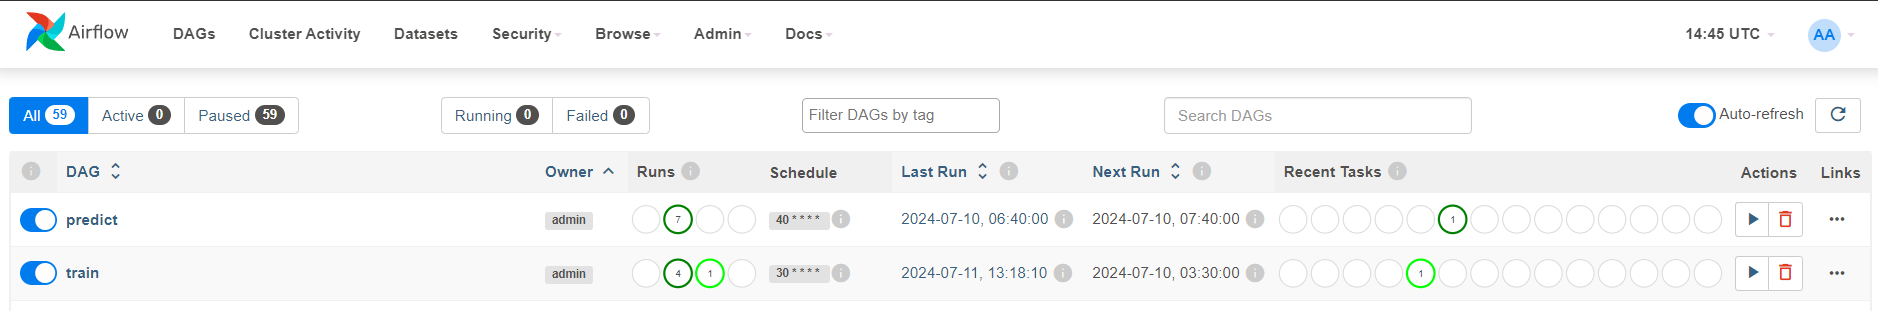 Airflow DAGs Cluster Activity Datasets Security Browse Admin Docs 14:45 UTC AA
All 59 Active 0 Paused 59 Running 0 Failed 0 Filter DAGs by tag Search DAGs Auto-refresh
i DAG Owner Runs i Schedule Last Run i Next Run i Recent Tasks i Actions Links
predict admin 7 40 * * * * i 2024-07-10, 06:40:00 i 2024-07-10, 07:40:00 i 1
train admin 4 1 30 * * * * i 2024-07-11, 13:18:10 i 2024-07-10, 03:30:00 i 1